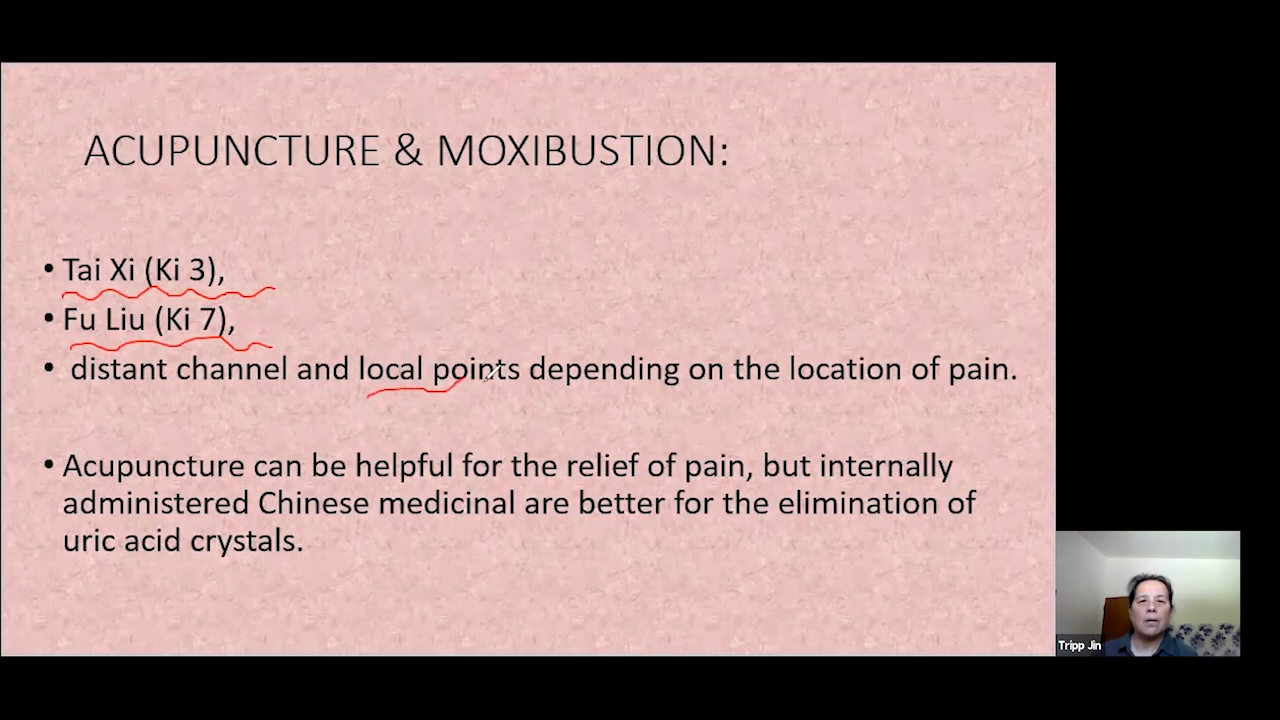 ACUPUNCTURE & MOXIBUSTION:
• Tai Xi (Ki 3),
• Fu Liu (Ki 7),
• distant channel and local points depending on the location of pain.
• Acupuncture can be helpful for the relief of pain, but internally
administered Chinese medicinal are better for the elimination of
uric acid crystals.
Tripp Jin